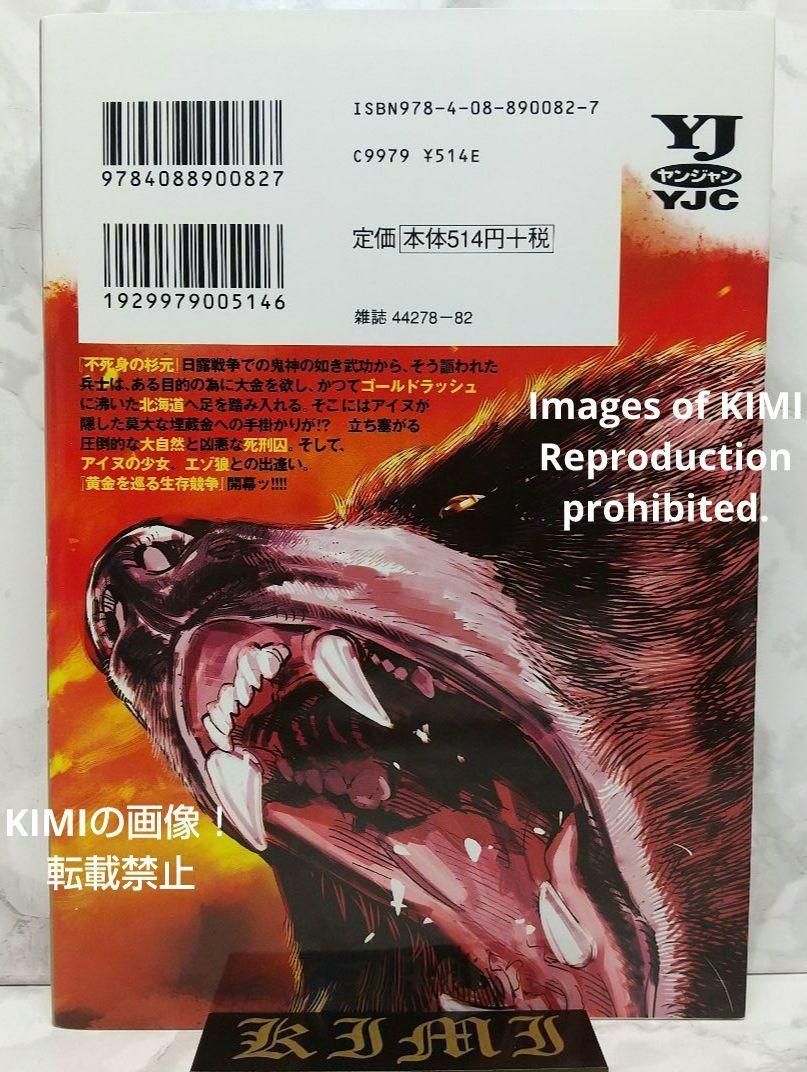 ISBN978-4-08-890082-7
C9979 ¥514E
9784088900827
定価 本体514円+税
1929979005146
雑誌 44278-82
YJ
ヤンジャン
YJC
『不死身の杉元』日露戦争での鬼神の如き武功から、そう謳われた
兵士は、ある目的の為に大金を欲し、かつてゴールドラッシュ
に沸いた北海道へ足を踏み入れる。そこにはアイヌが
隠した莫大な埋蔵金への手掛かりが!? 立ち塞がる
圧倒的な大自然と凶悪な死刑囚。そして、
アイヌの少女、エゾ狼との出逢い。
『黄金を巡る生存競争』開幕ッ!!!!
Images of KIMI
Reproduction
prohibited.
KIMIの画像！
転載禁止
KIMI